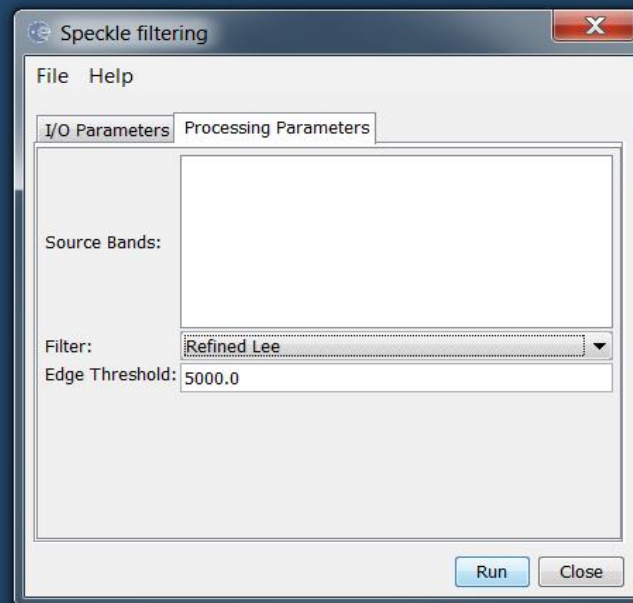 Speckle filtering
File Help
I/O Parameters Processing Parameters
Source Bands:
Filter: Refined Lee
Edge Threshold: 5000.0
Run Close